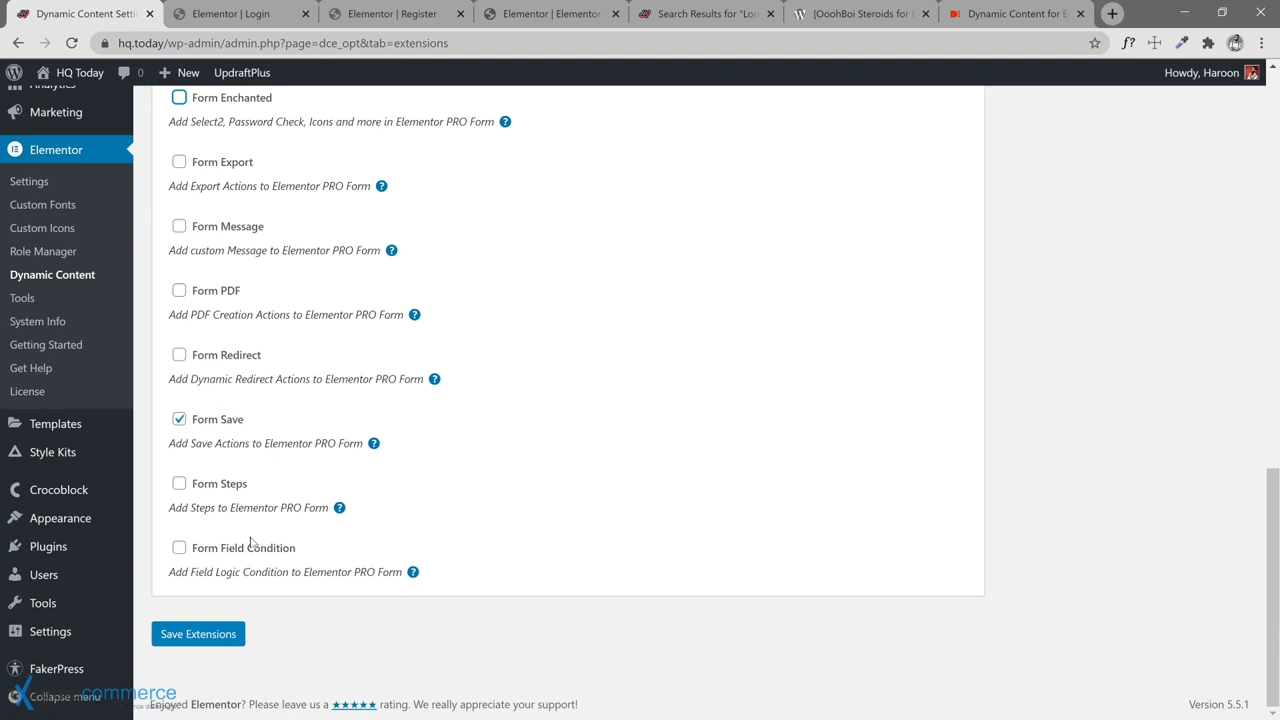 Dynamic Content Setti
Elementor | Login
Elementor | Register
Elementor | Elementor
Search Results for "Lor
[OoohBoi Steroids for
Dynamic Content for E
hq.today/wp-admin/admin.php?page=dce_opt&tab=extensions
HQ Today
0
New
UpdraftPlus
Howdy, Haroon
Analytics
Marketing
Elementor
Settings
Custom Fonts
Custom Icons
Role Manager
Dynamic Content
Tools
System Info
Getting Started
Get Help
License
Templates
Style Kits
Crocoblock
Appearance
Plugins
Users
Tools
Settings
FakerPress
Collapse menu
commerce
Form Enchanted
Add Select2, Password Check, Icons and more in Elementor PRO Form ?
Form Export
Add Export Actions to Elementor PRO Form ?
Form Message
Add custom Message to Elementor PRO Form ?
Form PDF
Add PDF Creation Actions to Elementor PRO Form ?
Form Redirect
Add Dynamic Redirect Actions to Elementor PRO Form ?
Form Save
Add Save Actions to Elementor PRO Form ?
Form Steps
Add Steps to Elementor PRO Form ?
Form Field Condition
Add Field Logic Condition to Elementor PRO Form ?
Save Extensions
Enjoyed Elementor? Please leave us a ★★★★★ rating. We really appreciate your support!
Version 5.5.1